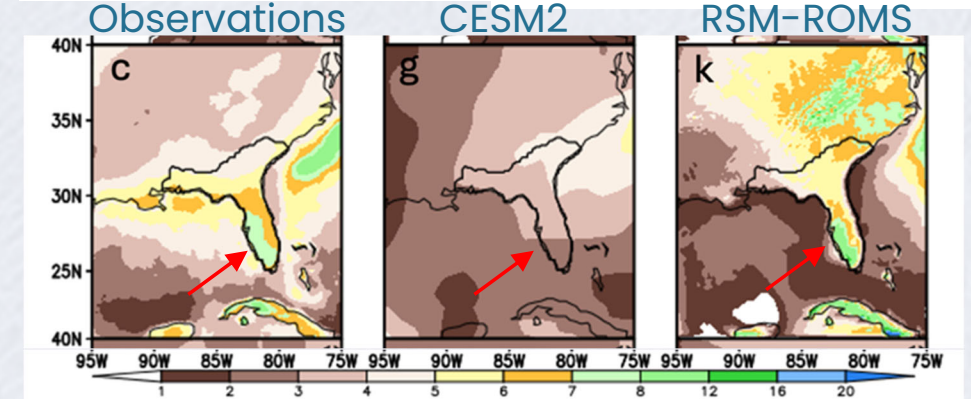 Observations CESM2 RSM-ROMS
40N
c g k
35N
30N
25N
40N
95W 90W 85W 80W 75W 95W 90W 85W 80W 75W 95W 90W 85W 80W 75W
1 2 3 4 5 6 7 8 12 16 20